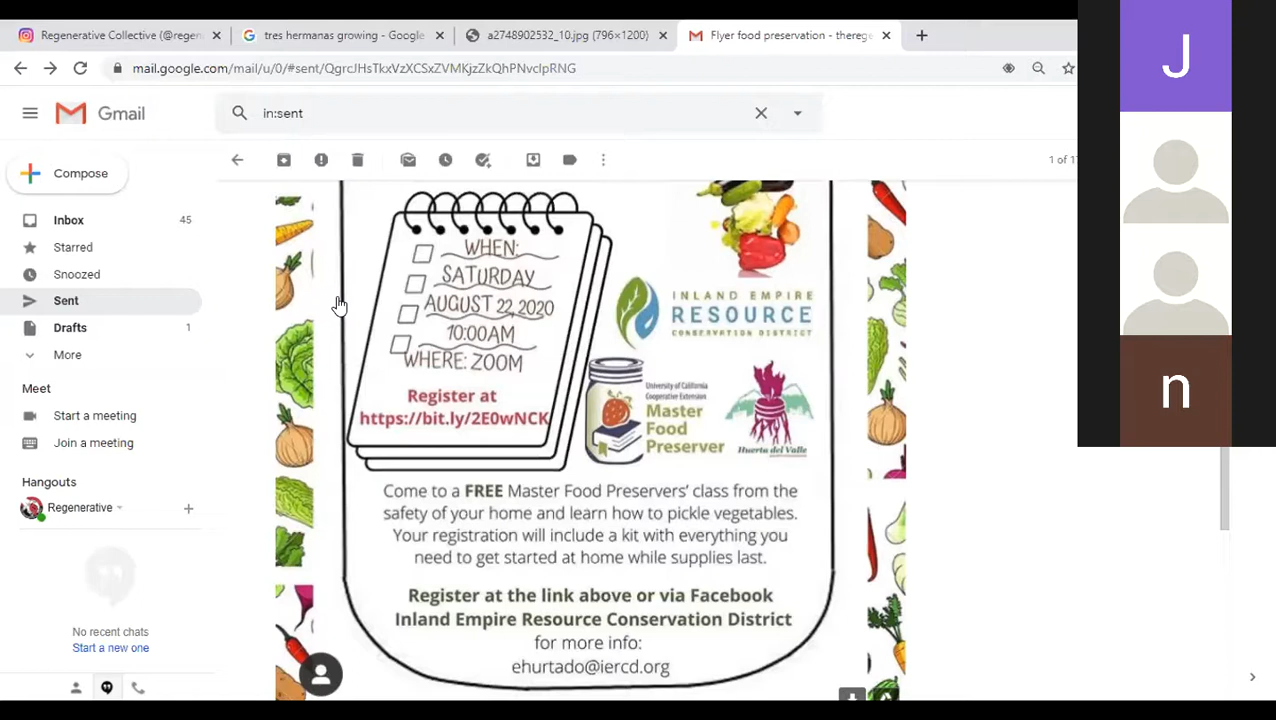 Regenerative Collective (@regen
tres hermanas growing - Google
a2748902532_10.jpg (796×1200)
Flyer food preservation - therege
mail.google.com/mail/u/0/#sent/QgrcJHsTkxVzXCSxZVMKjzZkQhPNvclpRNG
Gmail
in:sent
Compose
1 of 17
Inbox 45
Starred
Snoozed
Sent
Drafts 1
More
Meet
Start a meeting
Join a meeting
Hangouts
Regenerative
No recent chats
Start a new one
WHEN:
SATURDAY
AUGUST 22, 2020
10:00AM
WHERE: ZOOM
Register at
https://bit.ly/2E0wNCK
INLAND EMPIRE
RESOURCE
CONSERVATION DISTRICT
University of California
Cooperative Extension
Master
Food
Preserver
Huerta del Valle
Come to a FREE Master Food Preservers' class from the
safety of your home and learn how to pickle vegetables.
Your registration will include a kit with everything you
need to get started at home while supplies last.
Register at the link above or via Facebook
Inland Empire Resource Conservation District
for more info:
ehurtado@iercd.org
J
n